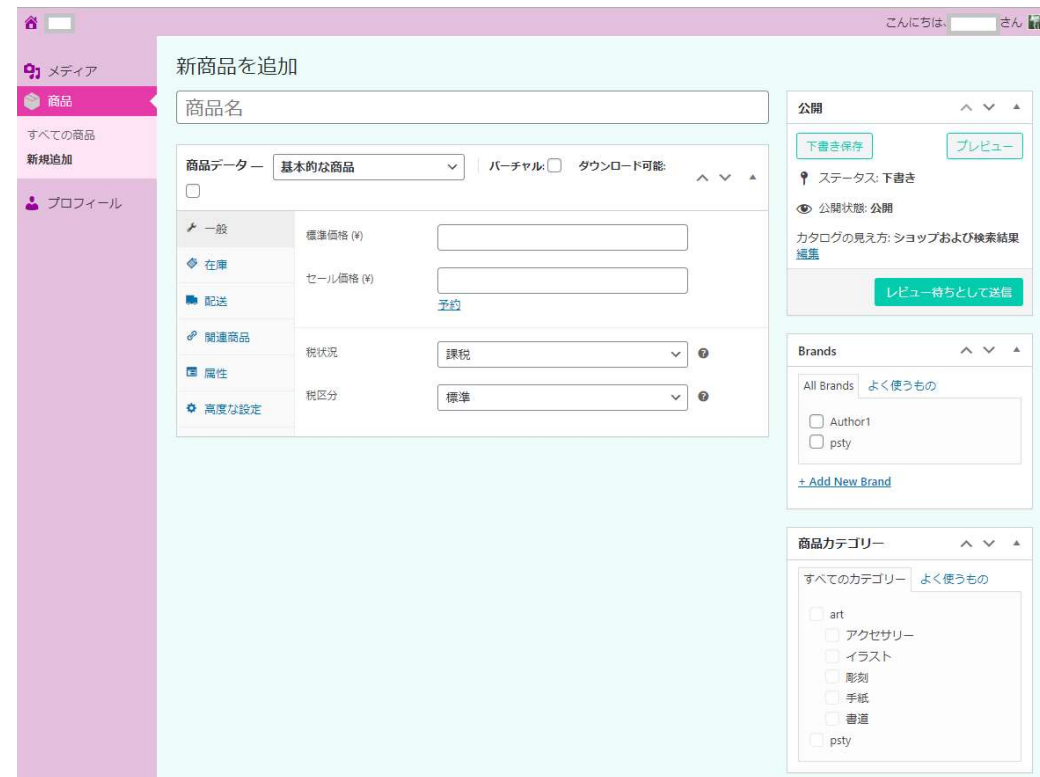 こんにちは、 さん
メディア
商品
すべての商品
新規追加
プロフィール
新商品を追加
商品名
商品データ — 基本的な商品 バーチャル: ダウンロード可能:
一般
在庫
配送
関連商品
属性
高度な設定
標準価格 (¥)
セール価格 (¥)
予約
税状況 課税
税区分 標準
公開
下書き保存 プレビュー
ステータス: 下書き
公開状態: 公開
カタログの見え方: ショップおよび検索結果
編集
レビュー待ちとして送信
Brands
All Brands よく使うもの
Author1
psty
+ Add New Brand
商品カテゴリー
すべてのカテゴリー よく使うもの
art
アクセサリー
イラスト
彫刻
手紙
書道
psty